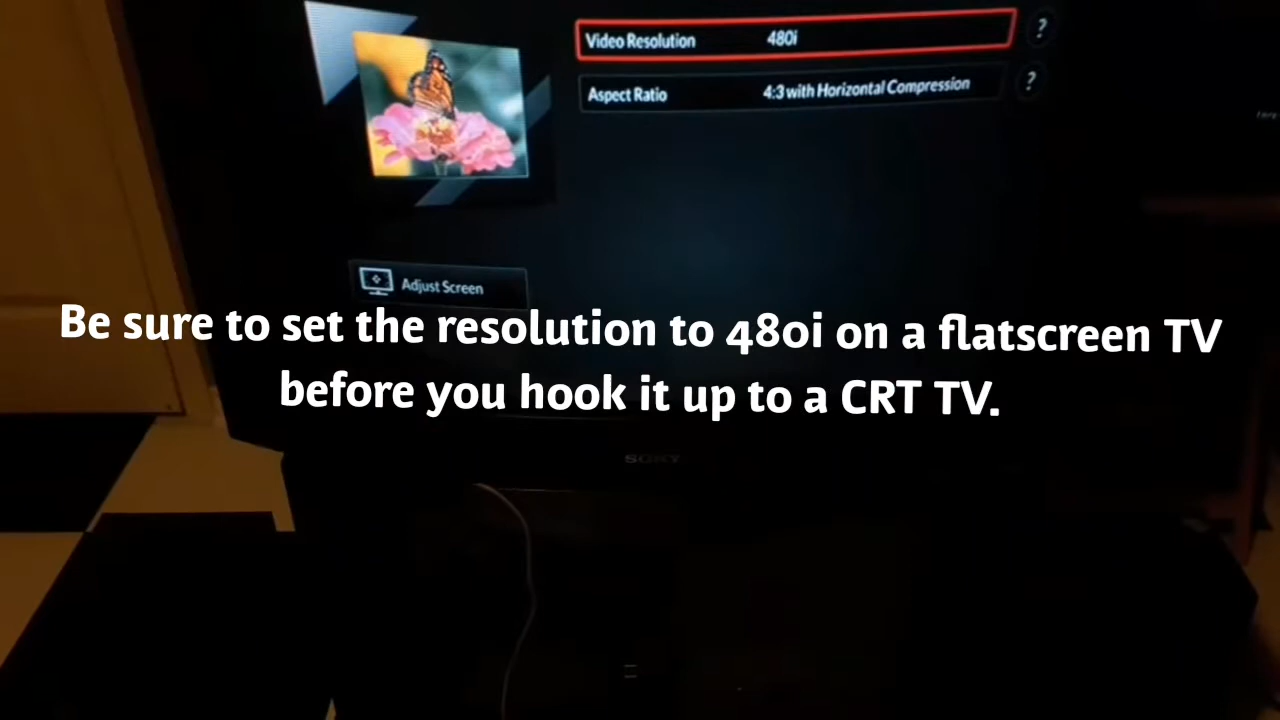 Video Resolution 480i ?
Aspect Ratio 4:3 with Horizontal Compression ?
Adjust Screen
Be sure to set the resolution to 480i on a flatscreen TV
before you hook it up to a CRT TV.
SONY